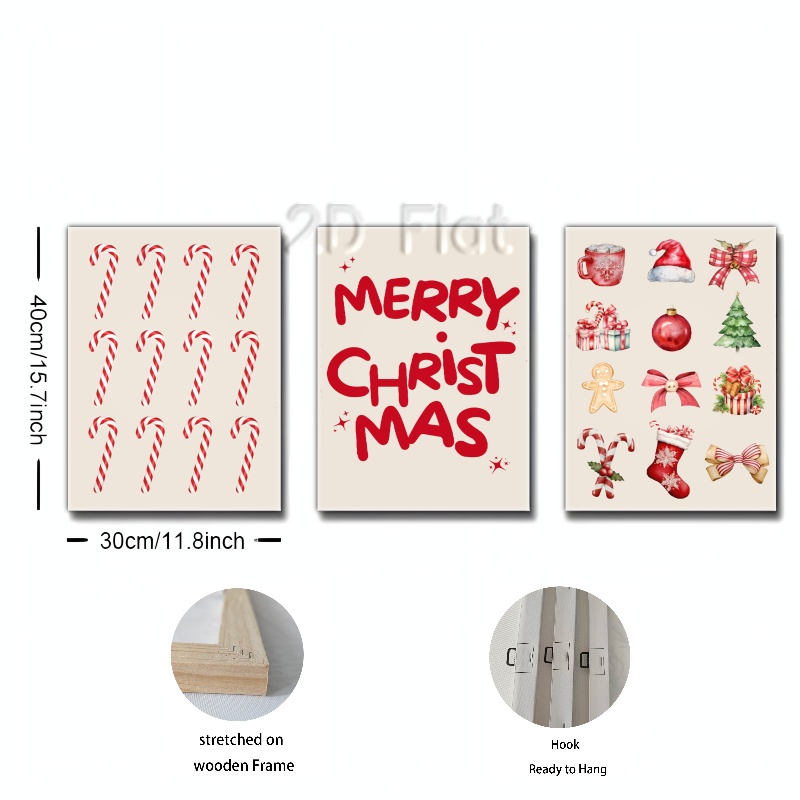 2D Flat
MERRY
CHRIST
MAS
40cm/15.7inch
30cm/11.8inch
stretched on
wooden Frame
Hook
Ready to Hang